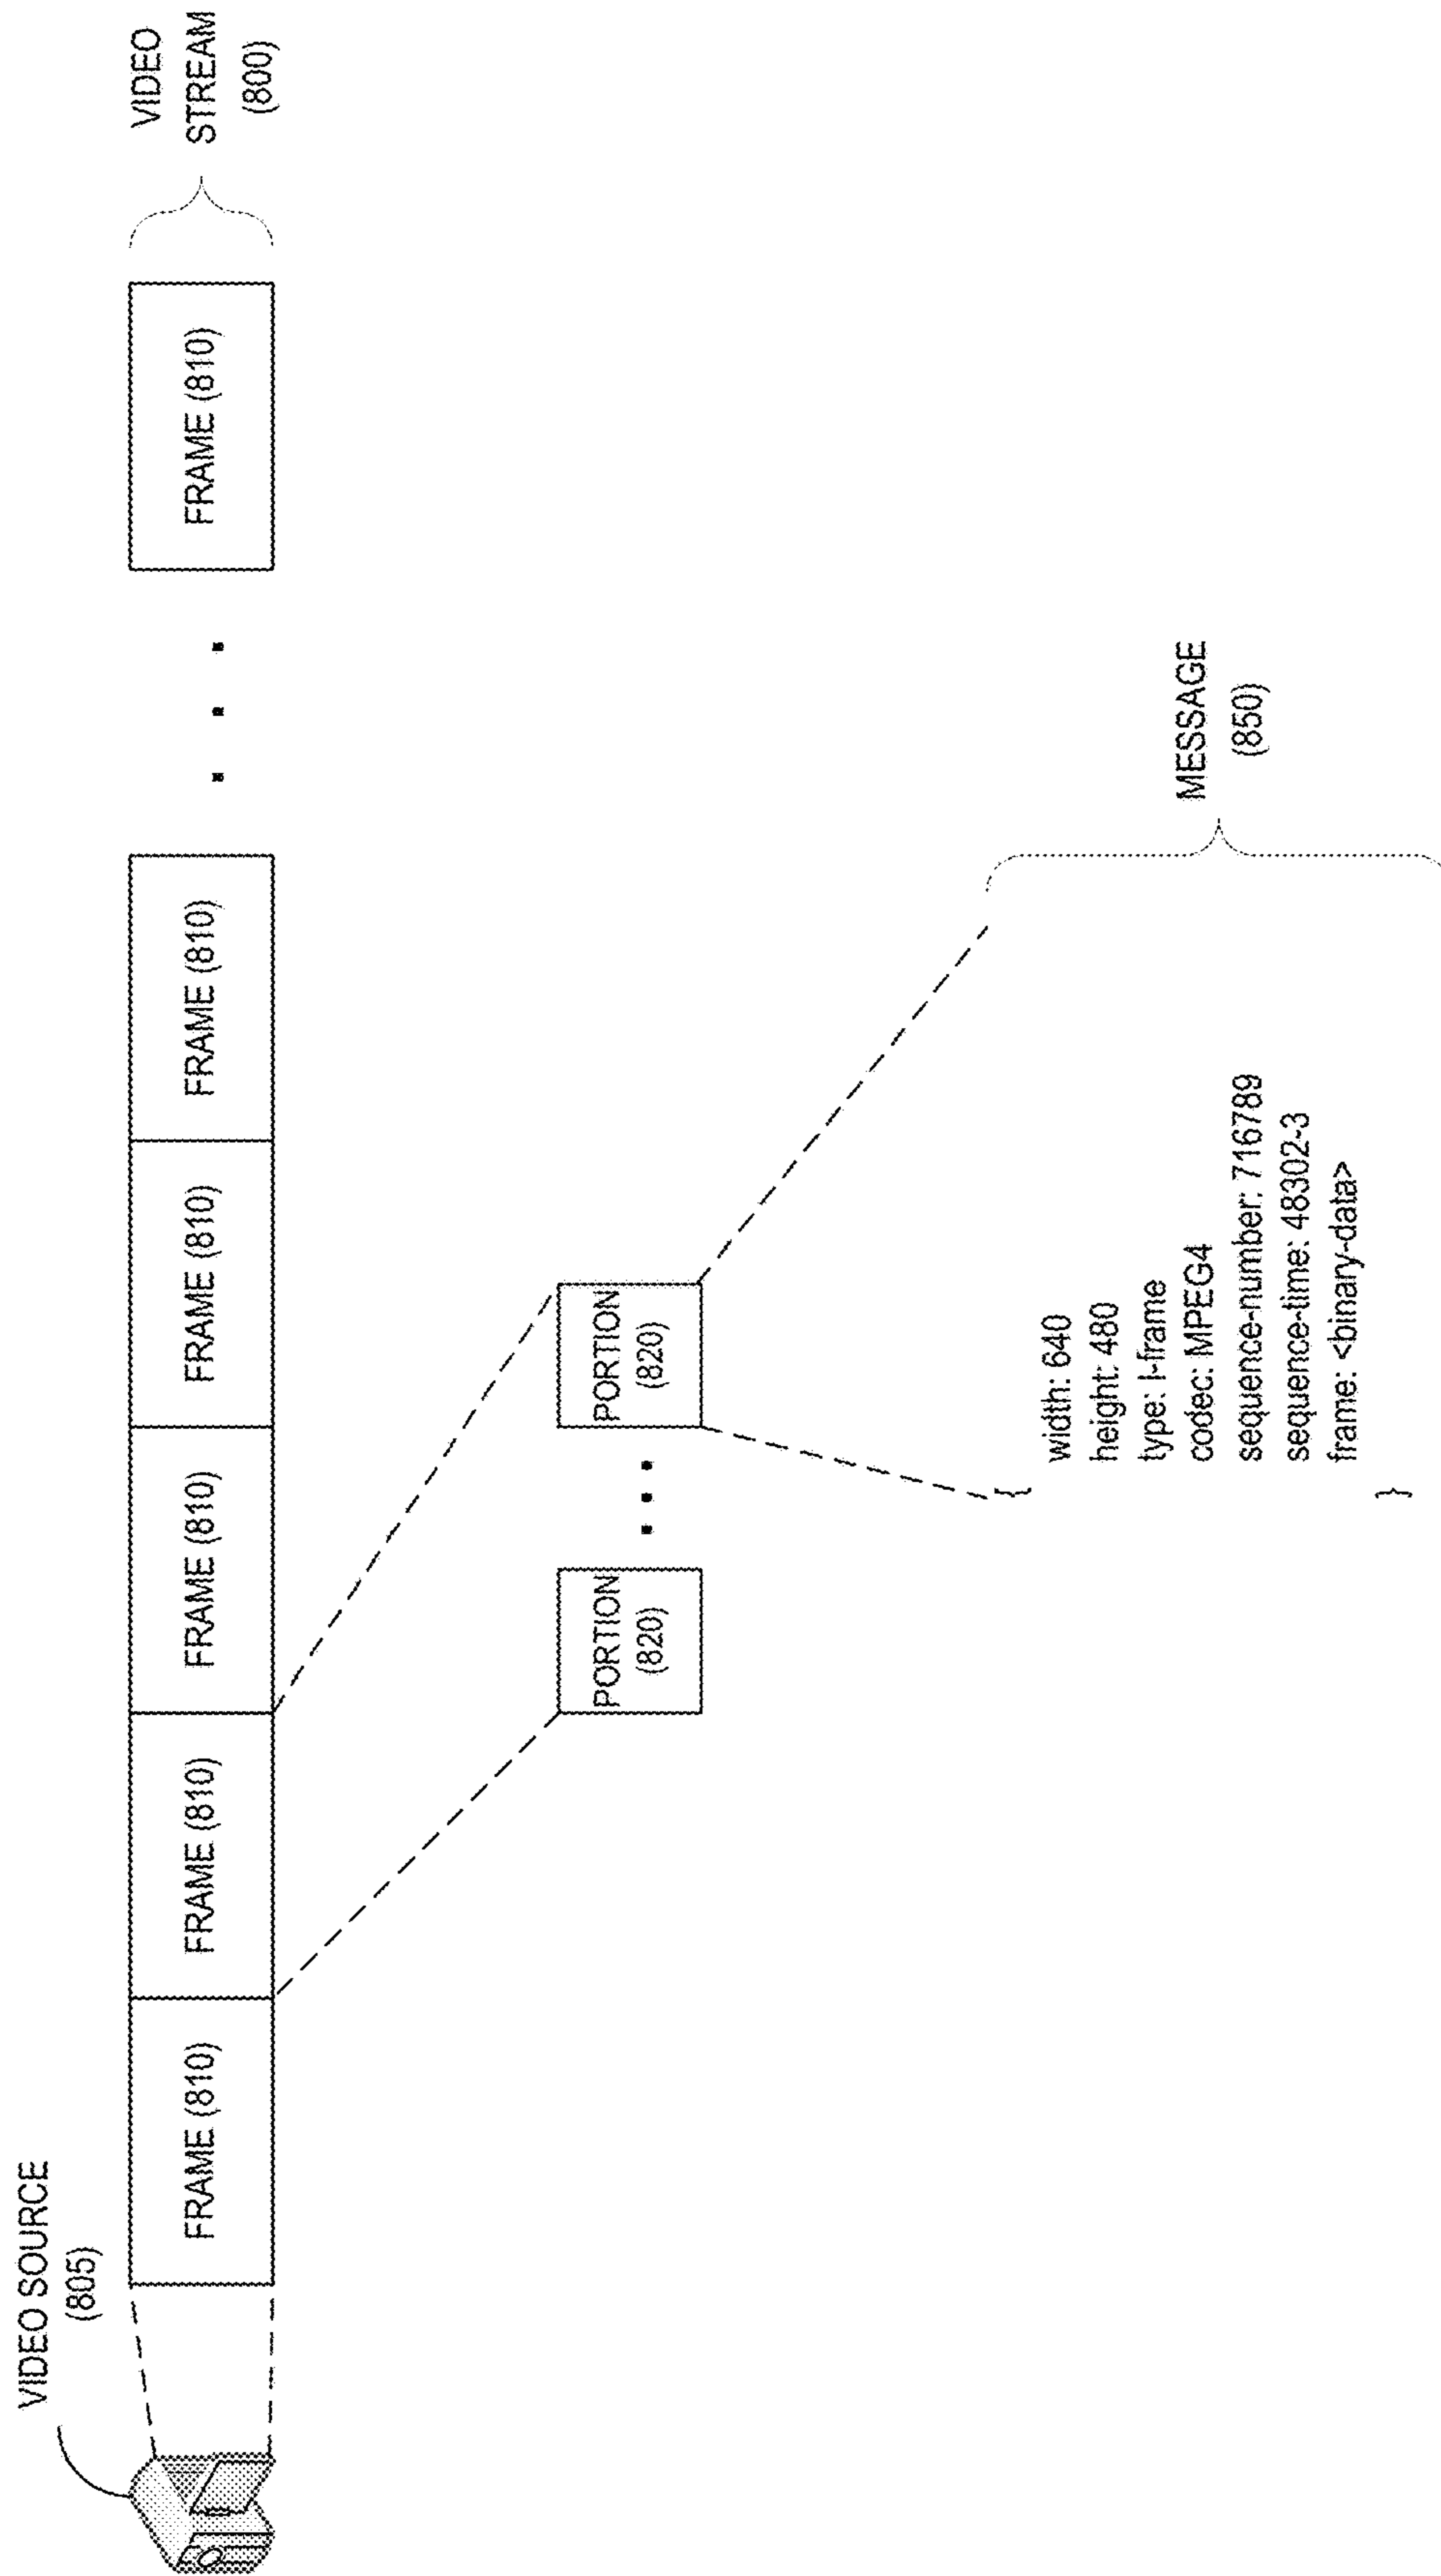 VIDEO SOURCE
(805)
FRAME (810)
FRAME (810)
FRAME (810)
FRAME (810)
FRAME (810)
. . .
FRAME (810)
VIDEO
STREAM
(800)
PORTION
(820)
. . .
PORTION
(820)
{
width: 640
height: 480
type: I-frame
codec: MPEG4
sequence-number: 716789
sequence-time: 48302-3
frame: <binary-data>
}
MESSAGE
(850)